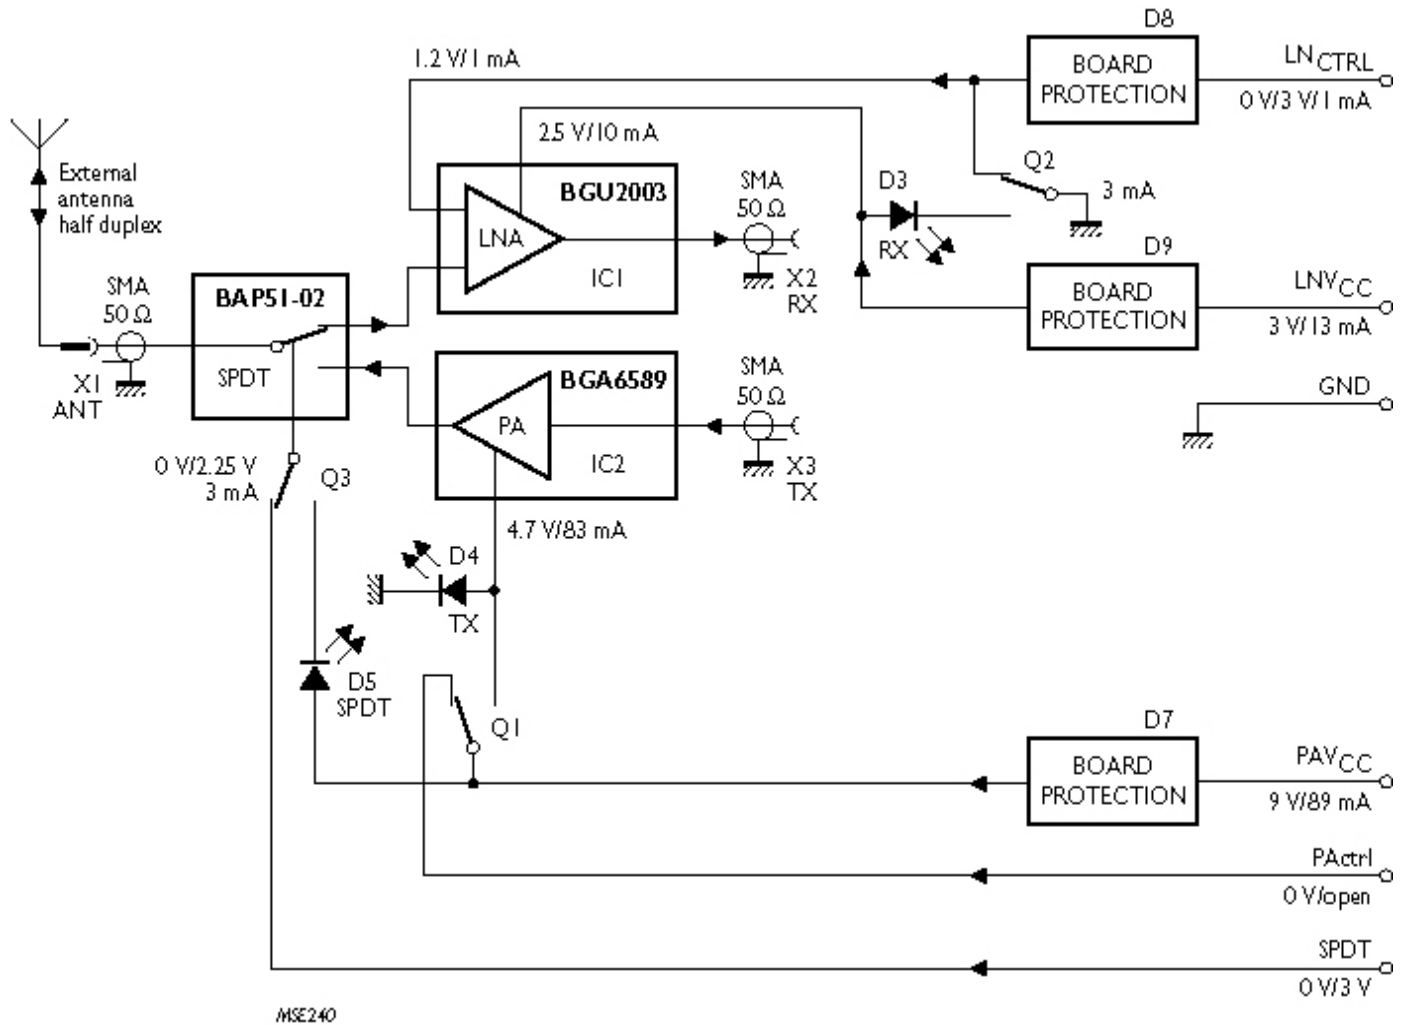 D8
1.2 V/1 mA
BOARD
PROTECTION
LNCTRL
0 V/3 V/1 mA
2.5 V/10 mA
External
antenna
half duplex
BGU2003
LNA
IC1
SMA
50 Ω
X2
RX
D3
RX
Q2
3 mA
D9
BOARD
PROTECTION
LNVCC
3 V/13 mA
SMA
50 Ω
X1
ANT
BAP51-02
SPDT
BGA6589
PA
IC2
SMA
50 Ω
X3
TX
GND
0 V/2.25 V
3 mA
Q3
4.7 V/83 mA
D4
TX
D5
SPDT
Q1
D7
BOARD
PROTECTION
PAVCC
9 V/89 mA
PActrl
0 V/open
SPDT
0 V/3 V
MSE240